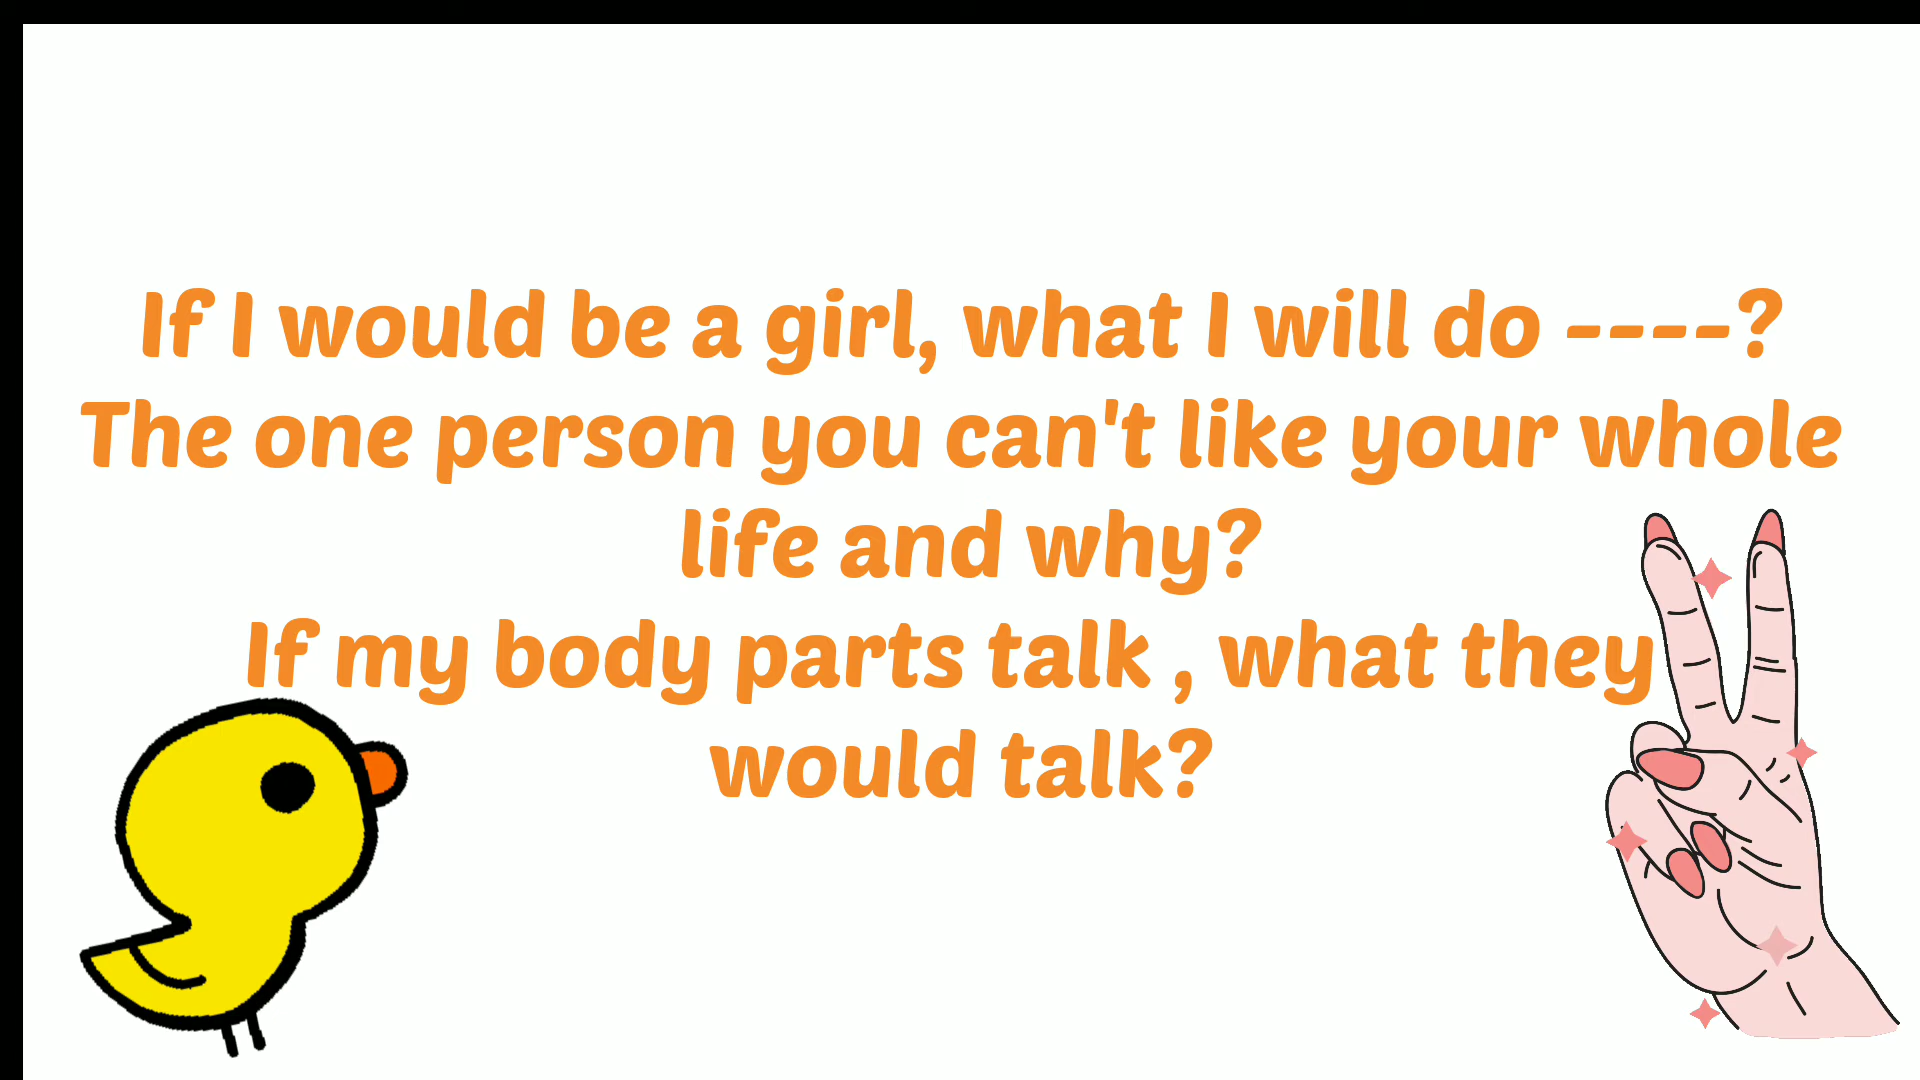 If I would be a girl, what I will do ----?
The one person you can't like your whole
life and why?
If my body parts talk , what they
would talk?